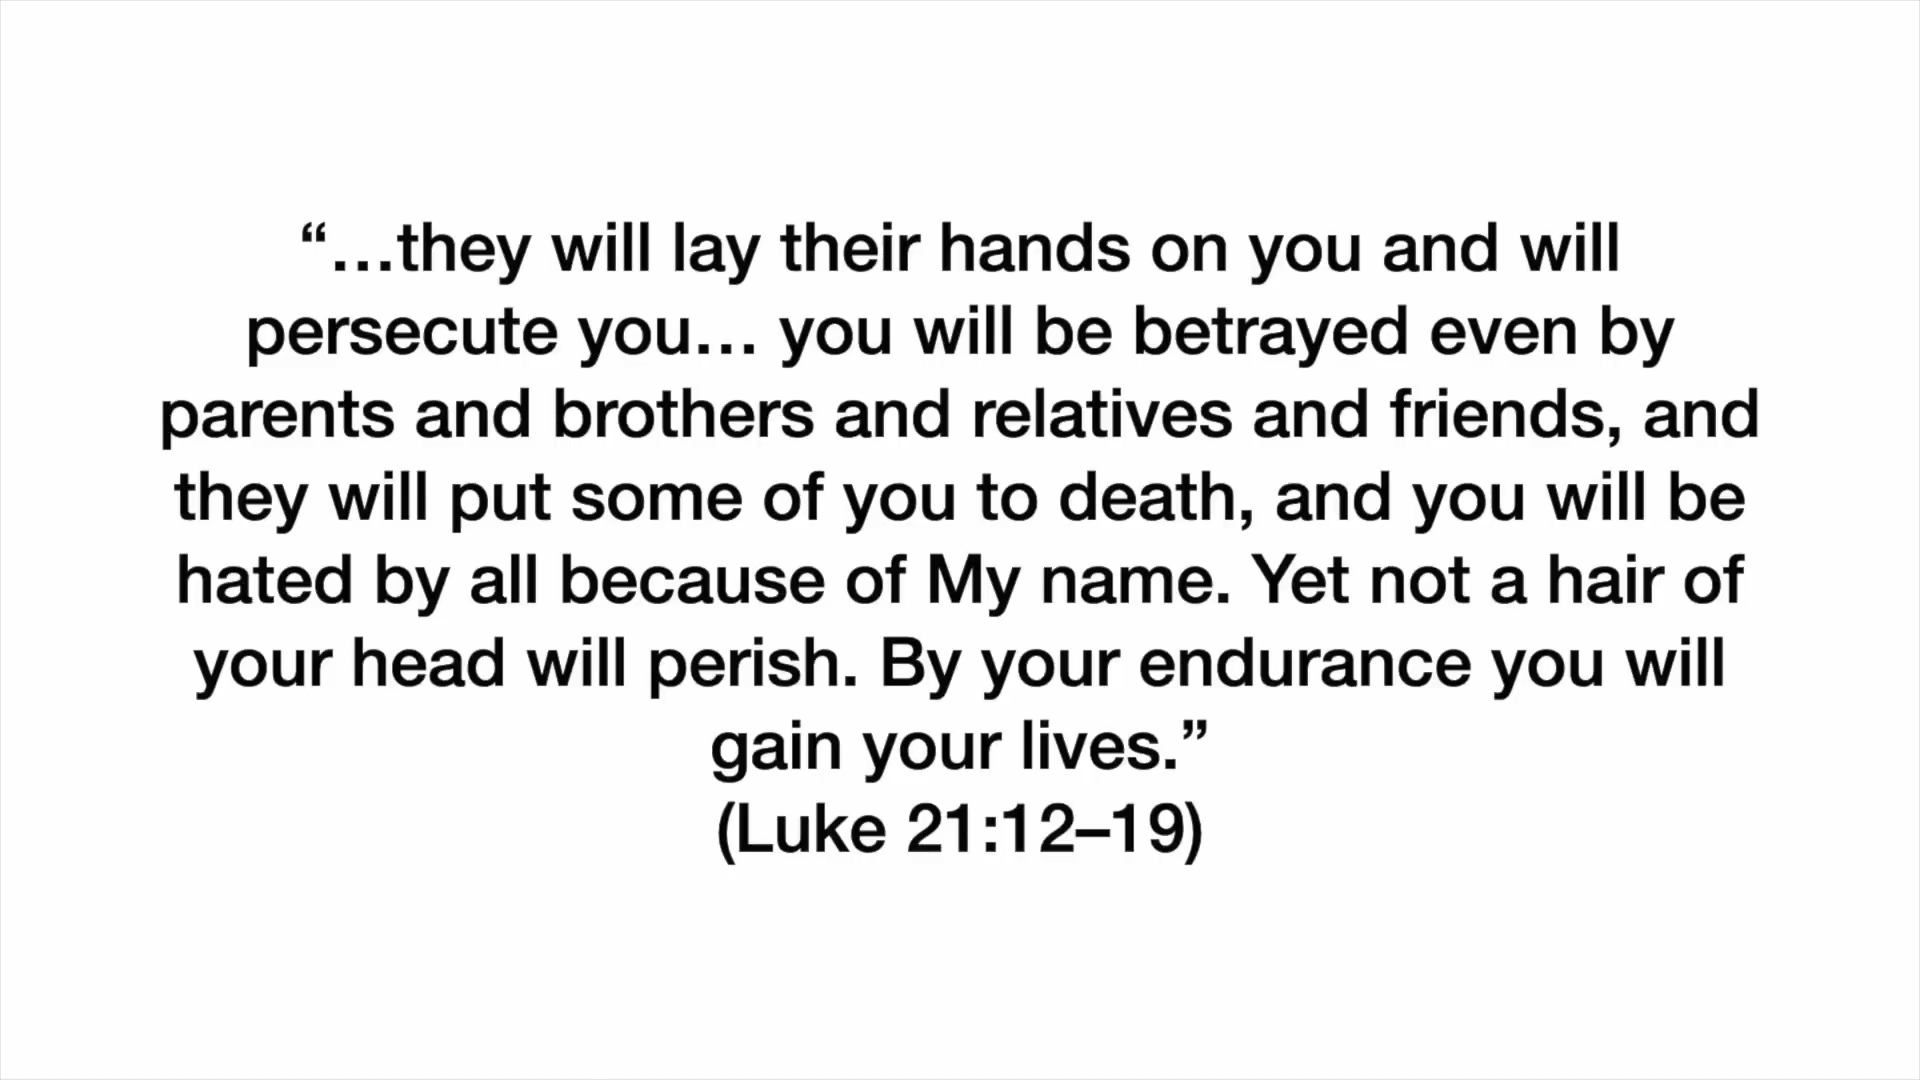 “…they will lay their hands on you and will
persecute you… you will be betrayed even by
parents and brothers and relatives and friends, and
they will put some of you to death, and you will be
hated by all because of My name. Yet not a hair of
your head will perish. By your endurance you will
gain your lives.”
(Luke 21:12–19)